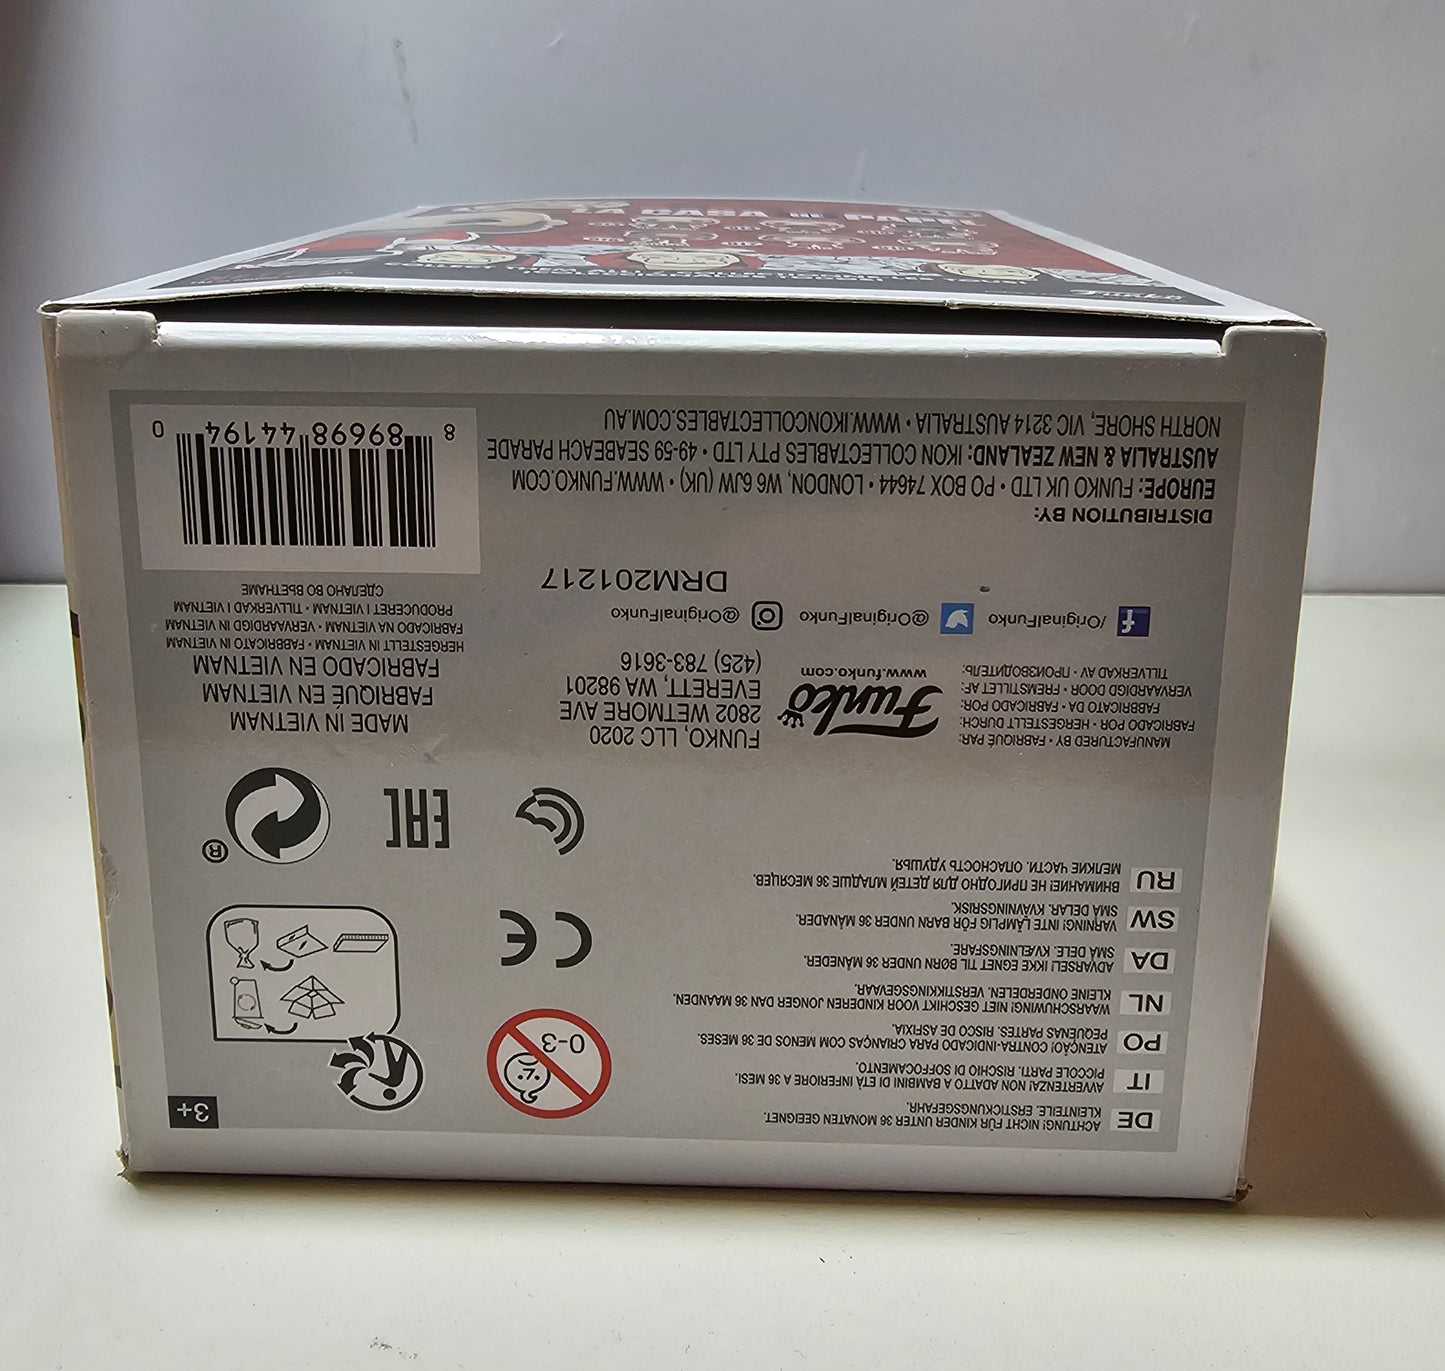 LA CASA DE PAPEL
Funko
DE
ACHTUNG! NICHT FÜR KINDER UNTER 36 MONATEN GEEIGNET.
KLEINTEILE. ERSTICKUNGSGEFAHR.
IT
AVVERTENZA! NON ADATTO A BAMBINI DI ETÀ INFERIORE A 36 MESI.
PICCOLE PARTI. RISCHIO DI SOFFOCAMENTO.
PO
ATENÇÃO! CONTRA-INDICADO PARA CRIANÇAS COM MENOS DE 36 MESES.
PEQUENAS PARTES. RISCO DE ASFIXIA.
NL
WAARSCHUWING! NIET GESCHIKT VOOR KINDEREN JONGER DAN 36 MAANDEN.
KLEINE ONDERDELEN. VERSTIKKINGSGEVAAR.
DA
ADVARSEL! IKKE EGNET TIL BØRN UNDER 36 MÅNEDER.
SMÅ DELE. KVÆLNINGSFARE.
SW
VARNING! INTE LÄMPLIG FÖR BARN UNDER 36 MÅNADER.
SMÅ DELAR. KVÄVNINGSRISK.
RU
ВНИМАНИЕ! НЕ ПРИГОДНО ДЛЯ ДЕТЕЙ МЛАДШЕ 36 МЕСЯЦЕВ.
МЕЛКИЕ ЧАСТИ. ОПАСНОСТЬ УДУШЬЯ.
0-3
3+
CE
EAC
®
MANUFACTURED BY • FABRIQUÉ PAR:
FABRICADO POR • HERGESTELLT DURCH:
FABBRICATO DA • FABRICADO POR:
VERVAARDIGD DOOR • FREMSTILLET AF:
TILLVERKAD AV • ПРОИЗВОДИТЕЛЬ:
Funko
www.funko.com
FUNKO, LLC 2020
2802 WETMORE AVE
EVERETT, WA 98201
(425) 783-3616
MADE IN VIETNAM
FABRIQUÉ EN VIETNAM
FABRICADO EN VIETNAM
HERGESTELLT IN VIETNAM • FABBRICATO IN VIETNAM
FABRICADO NA VIETNAM • VERVAARDIGD IN VIETNAM
PRODUCERET I VIETNAM • TILLVERKAD I VIETNAM
СДЕЛАНО ВО ВЬЕТНАМЕ
/OriginalFunko
@OriginalFunko
@OriginalFunko
DRM201217
DISTRIBUTION BY:
EUROPE: FUNKO UK LTD • PO BOX 74644 • LONDON, W6 6JW (UK) • WWW.FUNKO.COM
AUSTRALIA & NEW ZEALAND: IKON COLLECTABLES PTY LTD • 49-59 SEABEACH PARADE
NORTH SHORE, VIC 3214 AUSTRALIA • WWW.IKONCOLLECTABLES.COM.AU
8 89698 44194 0